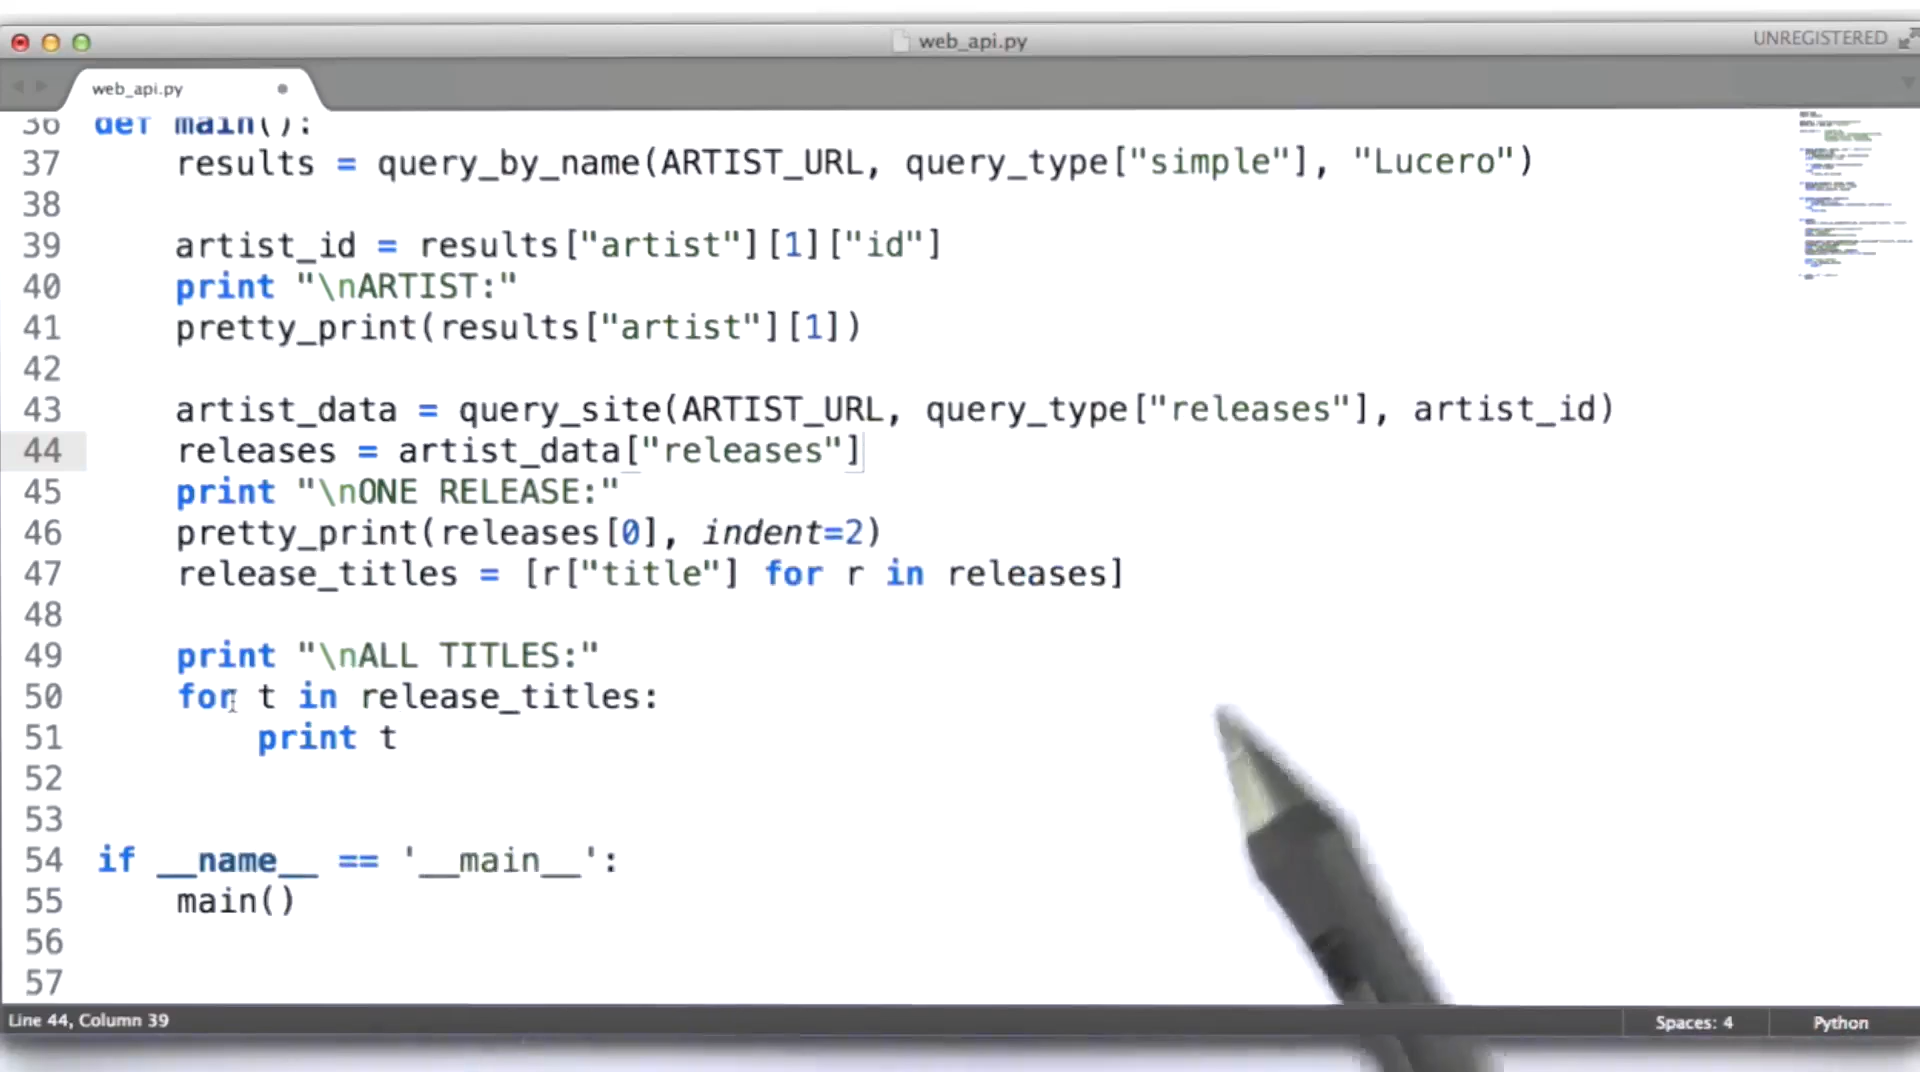 web_api.py
UNREGISTERED
web_api.py
36 def main():
37 results = query_by_name(ARTIST_URL, query_type["simple"], "Lucero")
38
39 artist_id = results["artist"][1]["id"]
40 print "\nARTIST:"
41 pretty_print(results["artist"][1])
42
43 artist_data = query_site(ARTIST_URL, query_type["releases"], artist_id)
44 releases = artist_data["releases"]
45 print "\nONE RELEASE:"
46 pretty_print(releases[0], indent=2)
47 release_titles = [r["title"] for r in releases]
48
49 print "\nALL TITLES:"
50 for t in release_titles:
51 print t
52
53
54 if __name__ == '__main__':
55 main()
56
57
Line 44, Column 39
Spaces: 4
Python